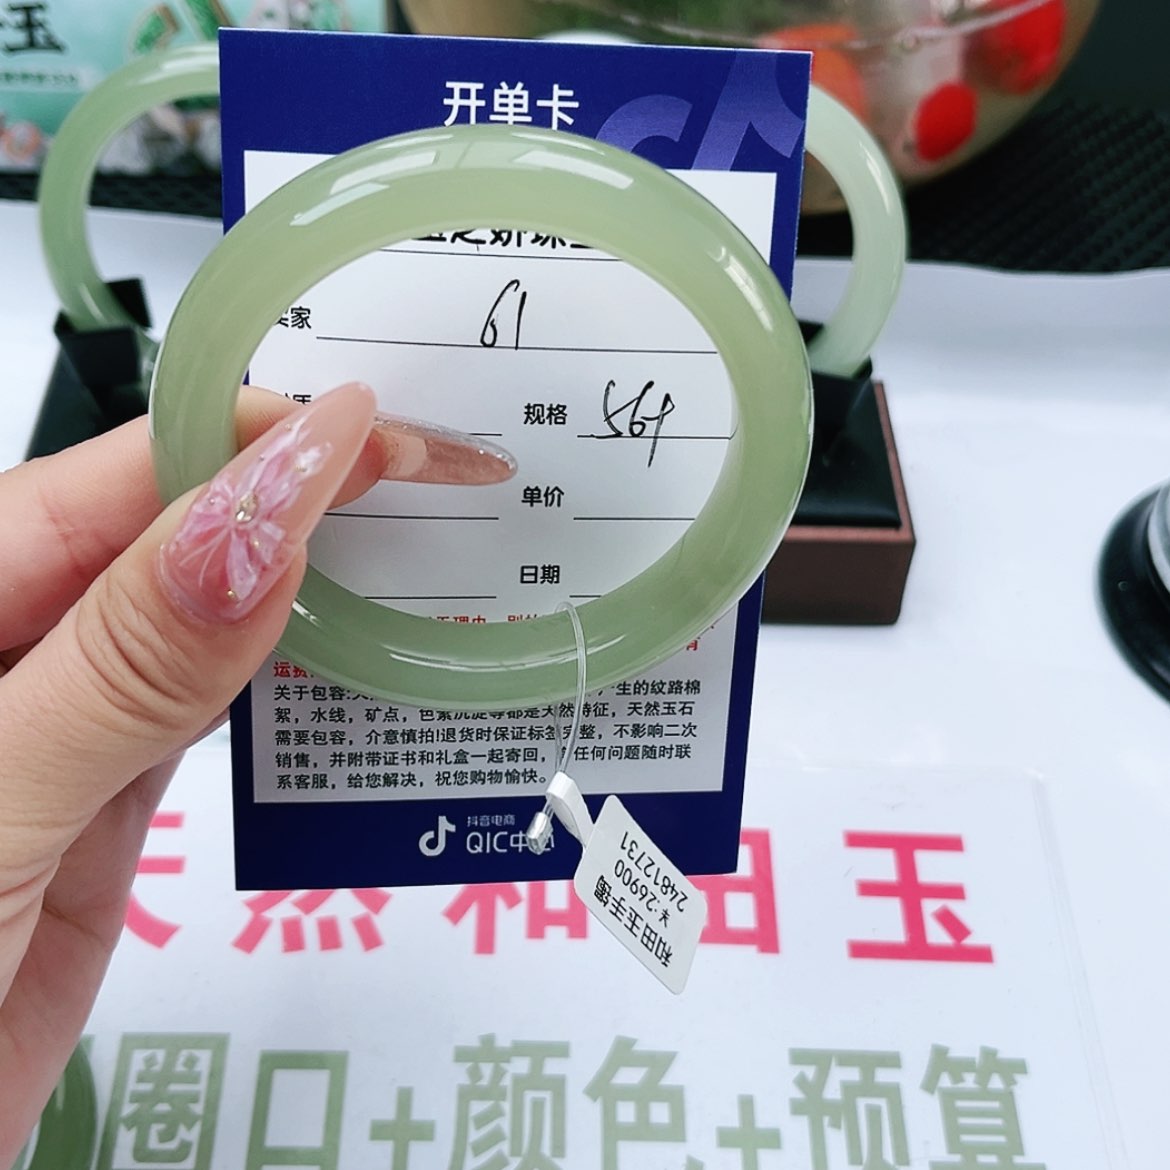 玉
开单卡
家
61
规格 564
单价
日期
运费
关于包容:天 产生的纹路棉
絮，水线，矿点，色素沉淀等都是天然特征，天然玉石
需要包容，介意慎拍!退货时保证标签完整，不影响二次
销售，并附带证书和礼盒一起寄回，任何问题随时联
系客服，给您解决，祝您购物愉快。
抖音电商
QIC中心
和田玉手镯
¥:26900
24812731
天然和田玉
圈口+颜色+预算